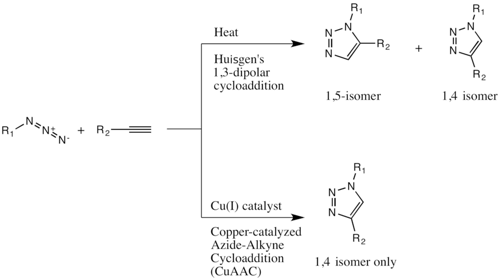 Heat
Huisgen's
1,3-dipolar
cycloaddition
R1
N
N
N
R2
+
R1
N
N
N
R2
1,5-isomer
1,4 isomer
R1
N
N+
N-
+
R2
Cu(I) catalyst
Copper-catalyzed
Azide-Alkyne
Cycloaddition
(CuAAC)
R1
N
N
N
R2
1,4 isomer only